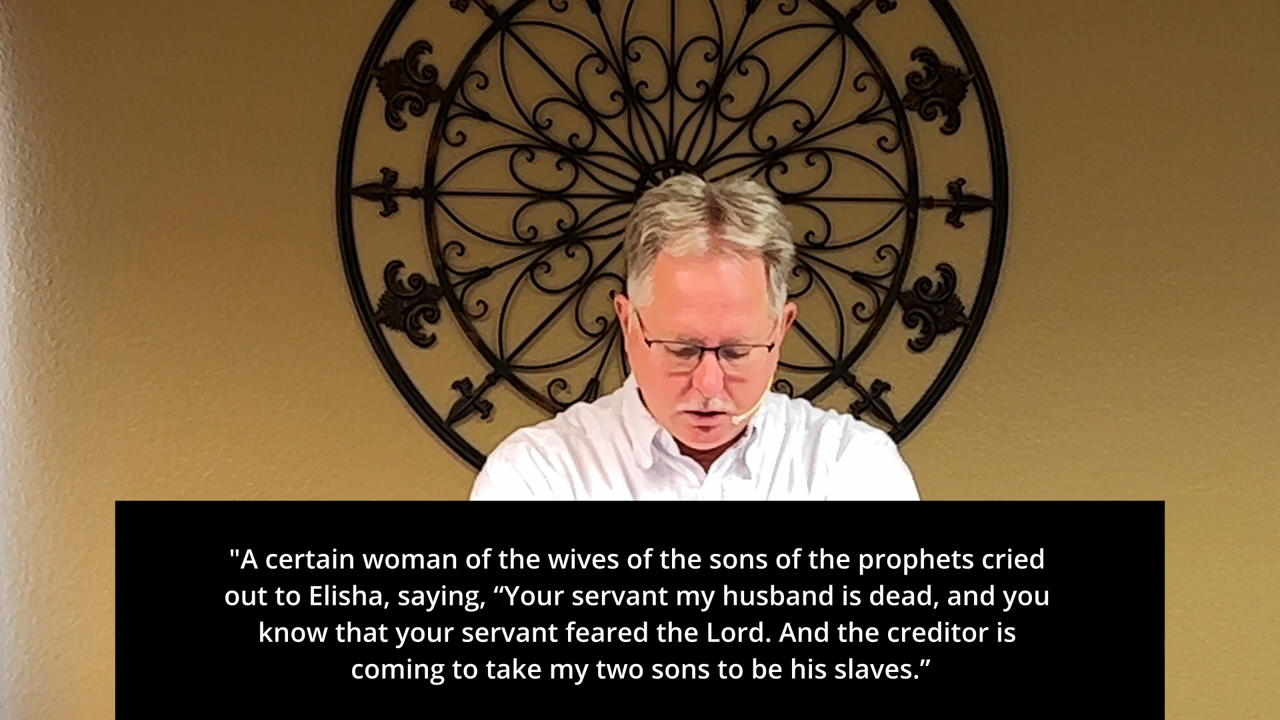 "A certain woman of the wives of the sons of the prophets cried
out to Elisha, saying, “Your servant my husband is dead, and you
know that your servant feared the Lord. And the creditor is
coming to take my two sons to be his slaves.”